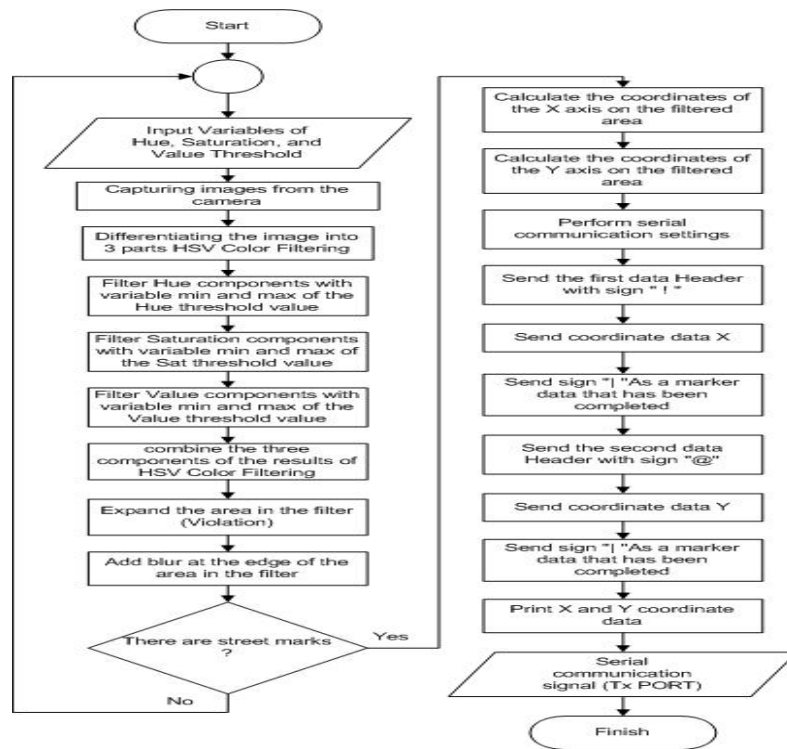 Start
Input Variables of
Hue, Saturation, and
Value Threshold
Capturing images from the
camera
Differentiating the image into
3 parts HSV Color Filtering
Filter Hue components with
variable min and max of the
Hue threshold value
Filter Saturation components
with variable min and max of
the Sat threshold value
Filter Value components with
variable min and max of the
Value threshold value
combine the three
components of the results of
HSV Color Filtering
Expand the area in the filter
(Violation)
Add blur at the edge of the
area in the filter
There are street marks
?
Yes
No
Calculate the coordinates of
the X axis on the filtered
area
Calculate the coordinates of
the Y axis on the filtered
area
Perform serial
communication settings
Send the first data Header
with sign " ! "
Send coordinate data X
Send sign "| "As a marker
data that has been
completed
Send the second data
Header with sign "@"
Send coordinate data Y
Send sign "| "As a marker
data that has been
completed
Print X and Y coordinate
data
Serial
communication
signal (Tx PORT)
Finish